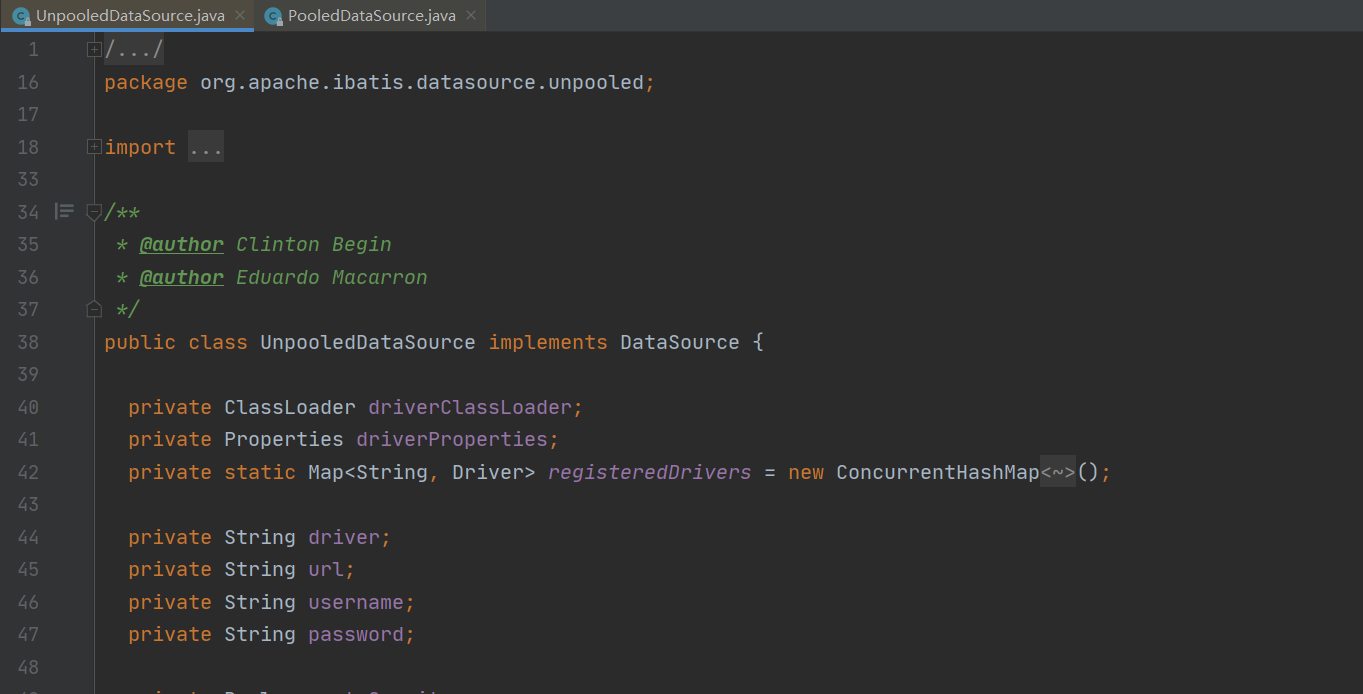 UnpooledDataSource.java PooledDataSource.java
1 /.../
16 package org.apache.ibatis.datasource.unpooled;
17
18 import ...
33
34 /**
35 * @author Clinton Begin
36 * @author Eduardo Macarron
37 */
38 public class UnpooledDataSource implements DataSource {
39
40 private ClassLoader driverClassLoader;
41 private Properties driverProperties;
42 private static Map<String, Driver> registeredDrivers = new ConcurrentHashMap<~>();
43
44 private String driver;
45 private String url;
46 private String username;
47 private String password;
48